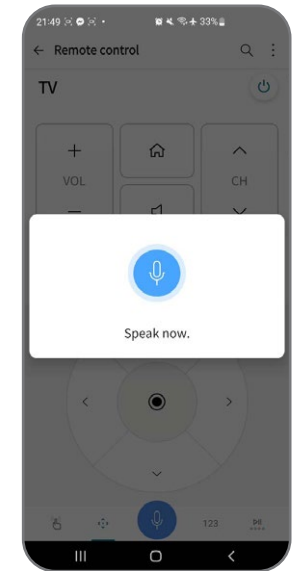 21:49
33%
Remote control
TV
VOL
CH
Speak now.
123